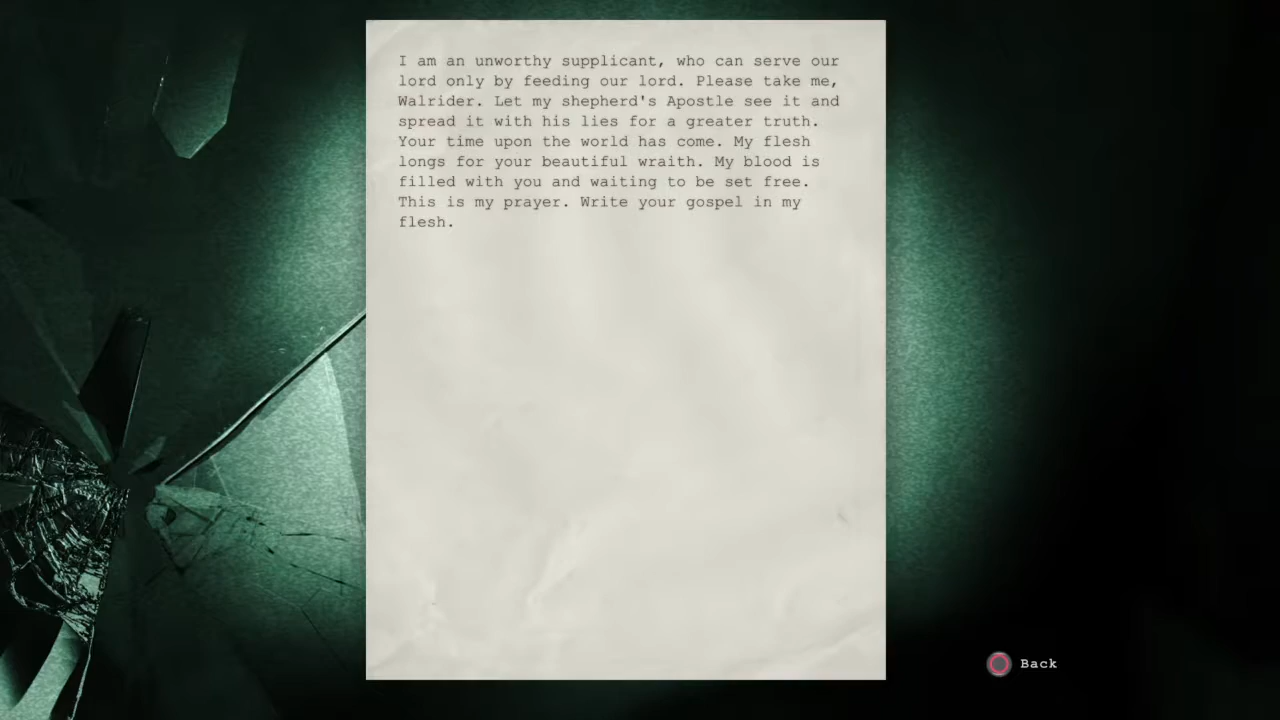 I am an unworthy supplicant, who can serve our
lord only by feeding our lord. Please take me,
Walrider. Let my shepherd's Apostle see it and
spread it with his lies for a greater truth.
Your time upon the world has come. My flesh
longs for your beautiful wraith. My blood is
filled with you and waiting to be set free.
This is my prayer. Write your gospel in my
flesh.
Back